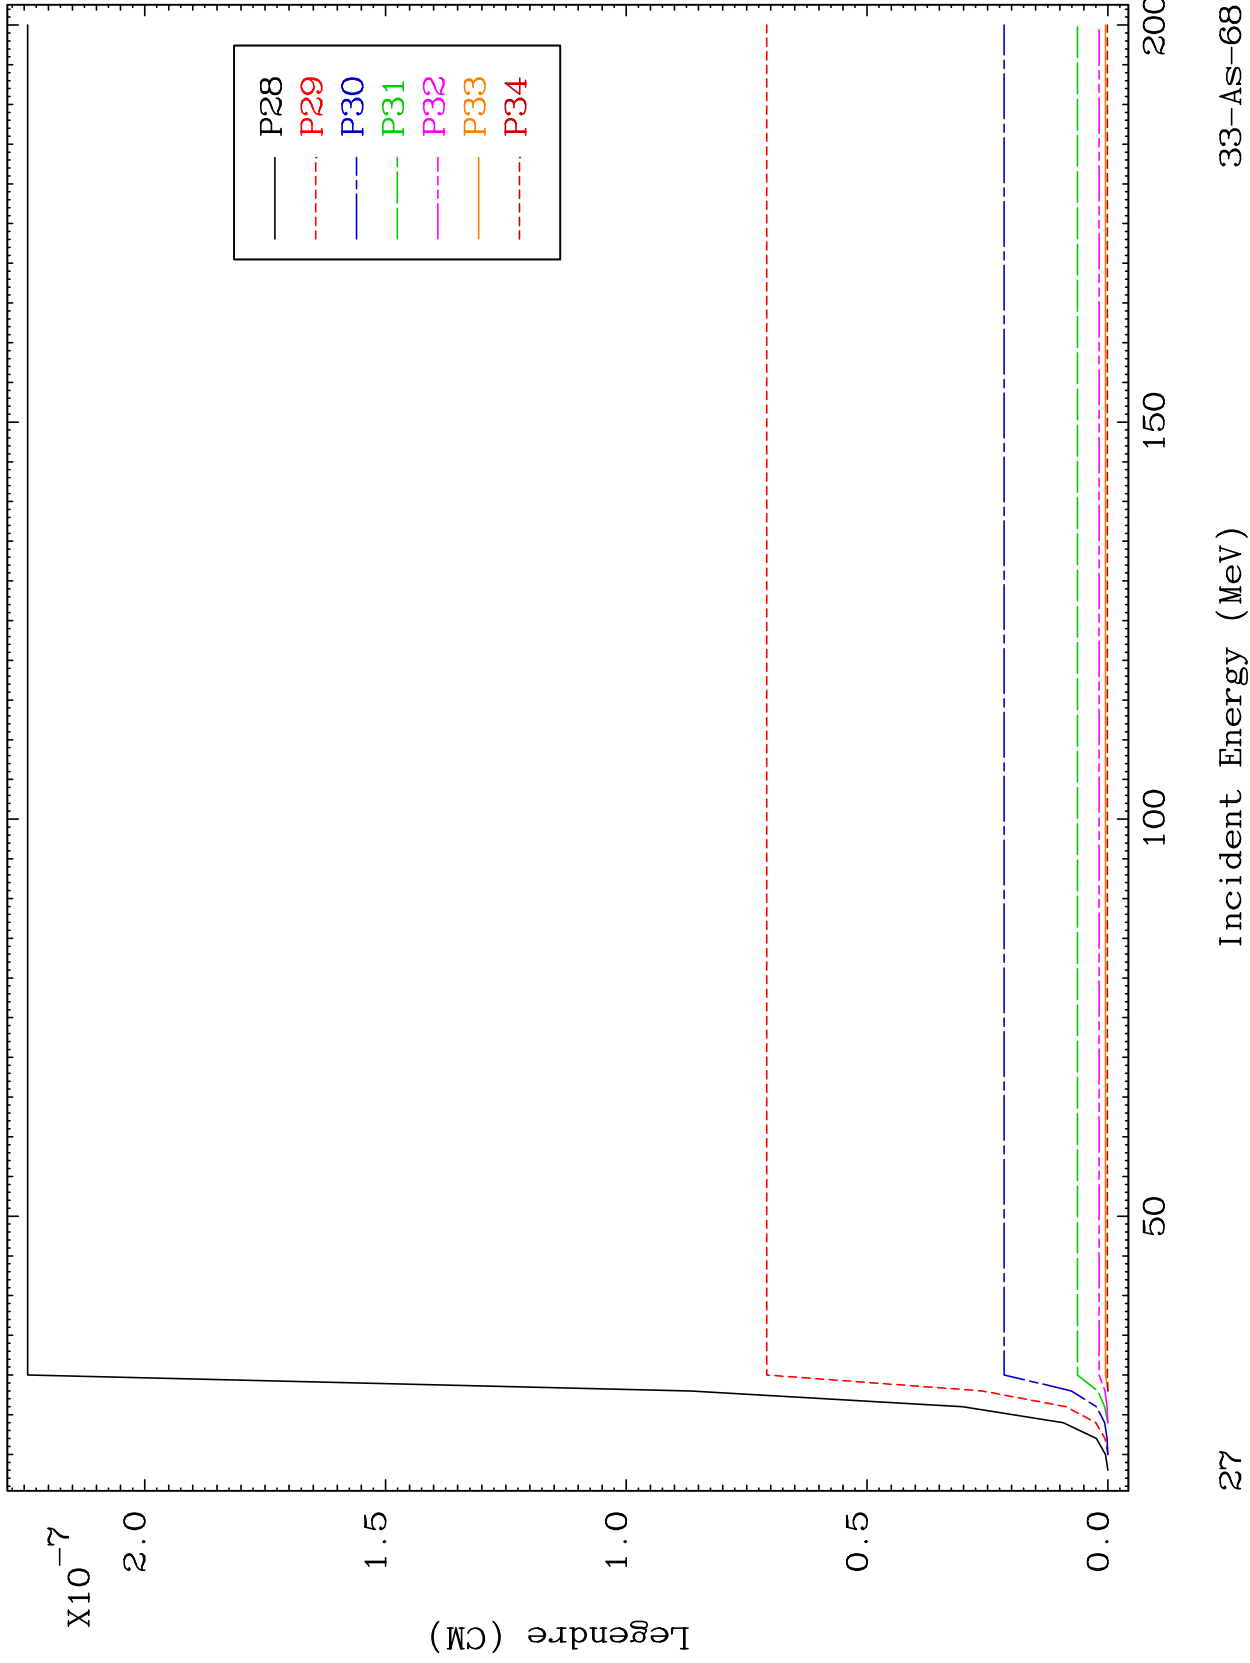 X10-7
2.0
1.5
1.0
0.5
0.0
Legendre (CM)
P28
P29
P30
P31
P32
P33
P34
50
100
150
200
Incident Energy (MeV)
27
33-As-68